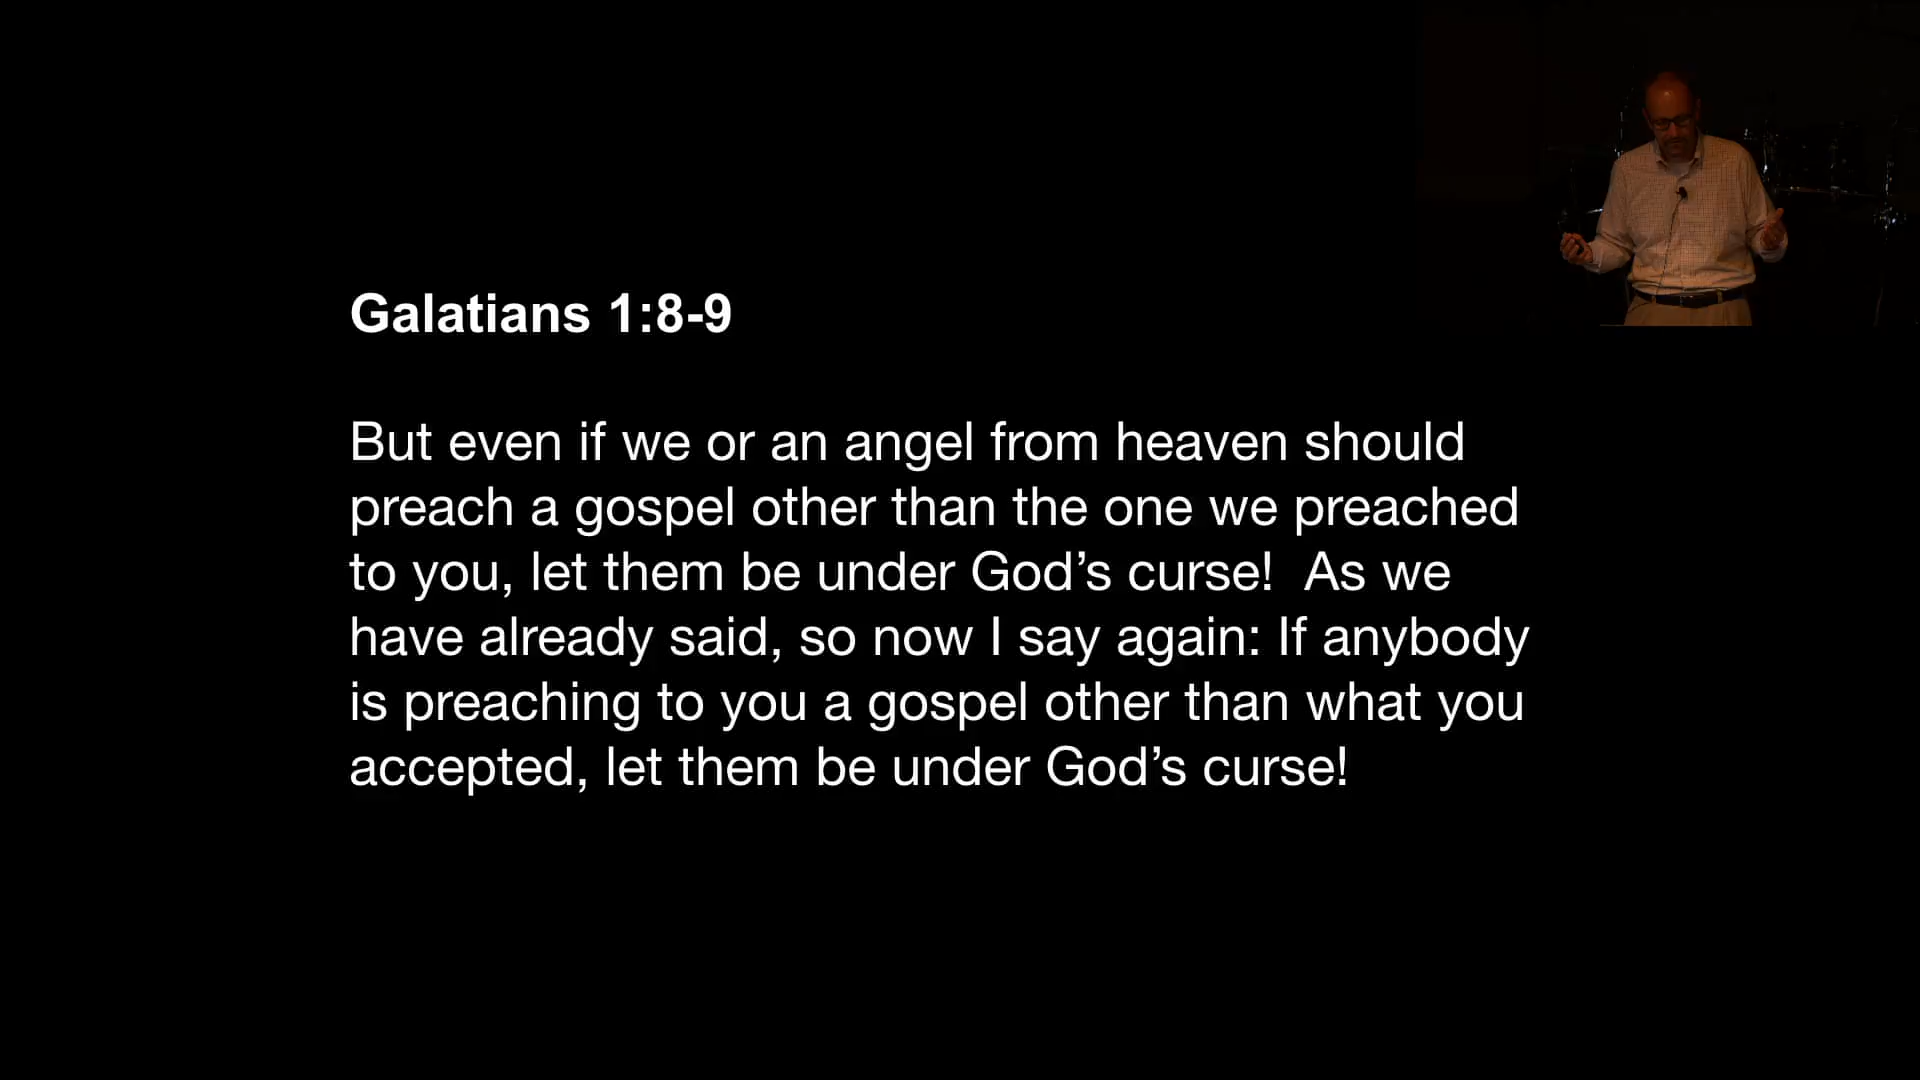 Galatians 1:8-9
But even if we or an angel from heaven should
preach a gospel other than the one we preached
to you, let them be under God’s curse!  As we
have already said, so now I say again: If anybody
is preaching to you a gospel other than what you
accepted, let them be under God’s curse!